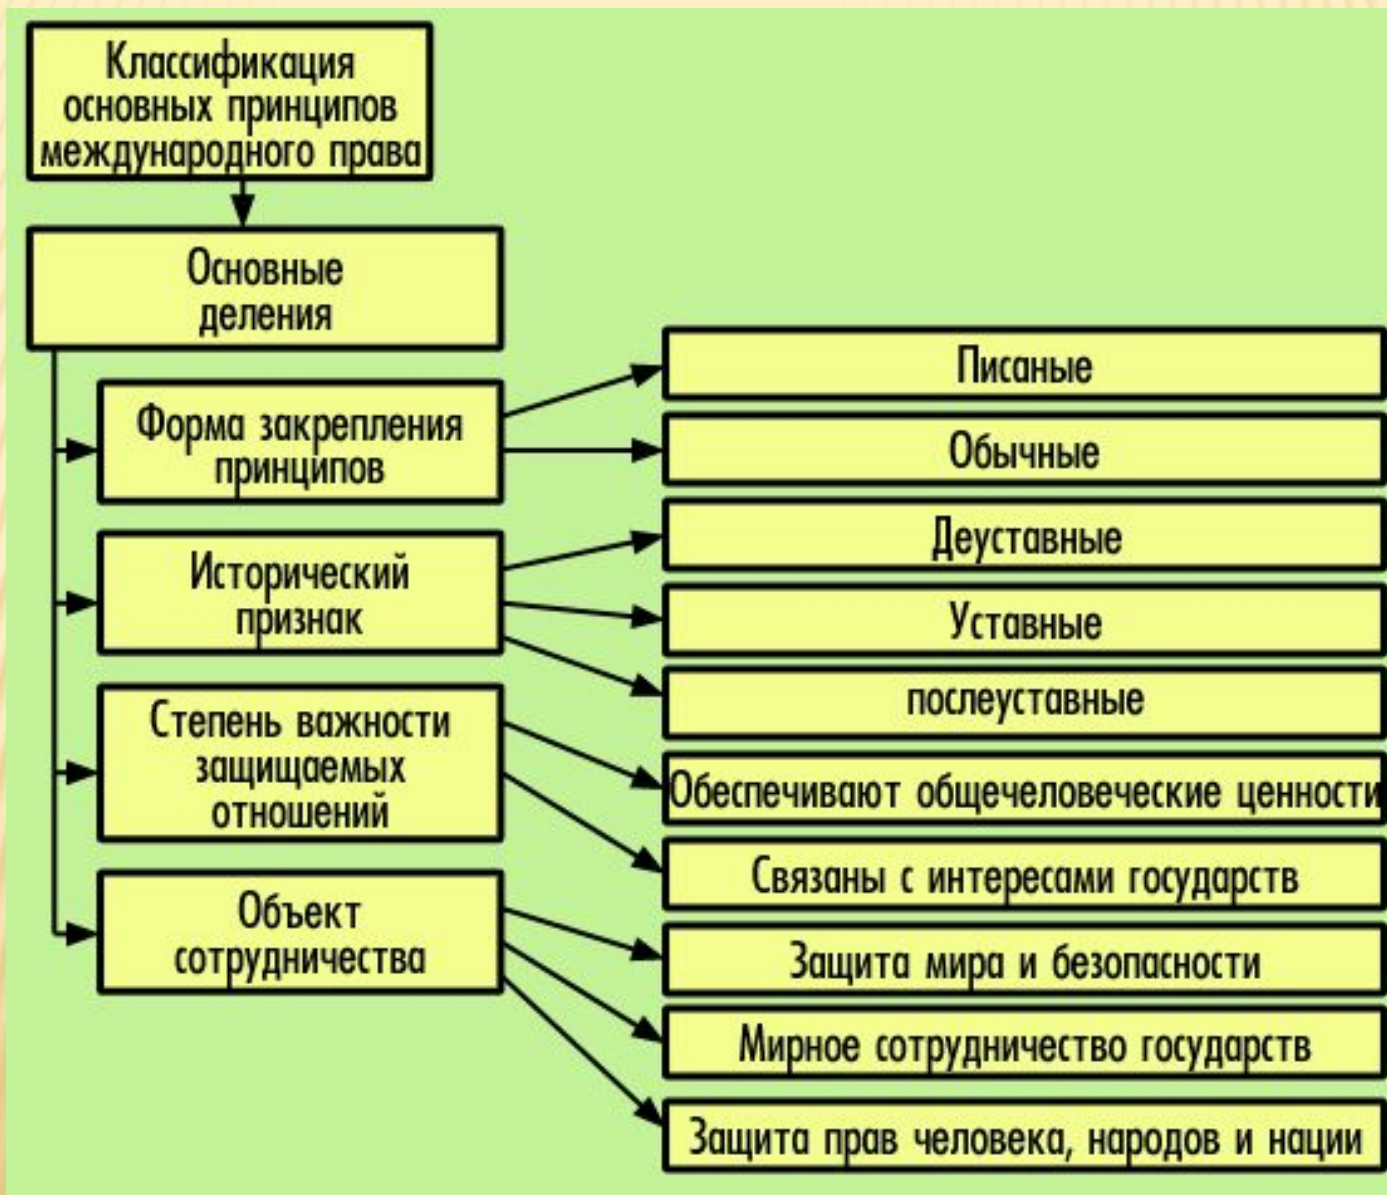 Классификация
основных принципов
международного права
Основные
деления
Форма закрепления
принципов
Писаные
Обычные
Исторический
признак
Деуставные
Уставные
послеуставные
Степень важности
защищаемых
отношений
Обеспечивают общечеловеческие ценности
Связаны с интересами государств
Объект
сотрудничества
Защита мира и безопасности
Мирное сотрудничество государств
Защита прав человека, народов и нации